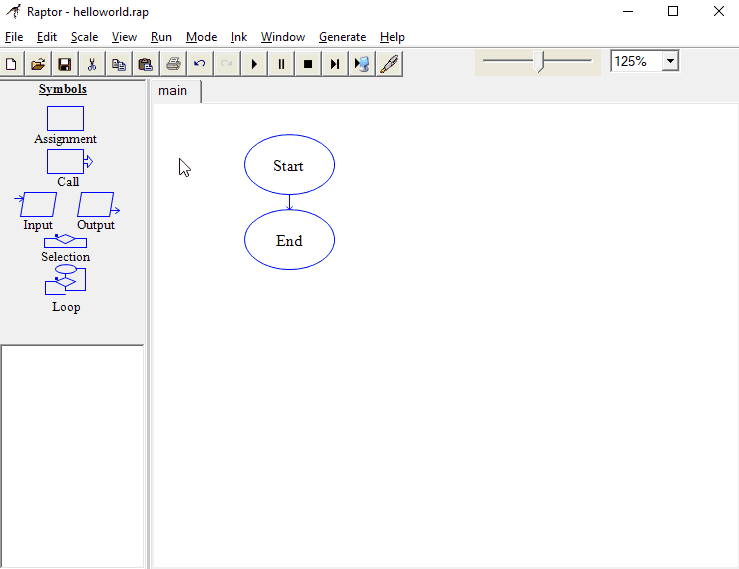 Raptor - helloworld.rap
File Edit Scale View Run Mode Ink Window Generate Help
125%
Symbols
main
Assignment
Call
Input Output
Selection
Loop
Start
End